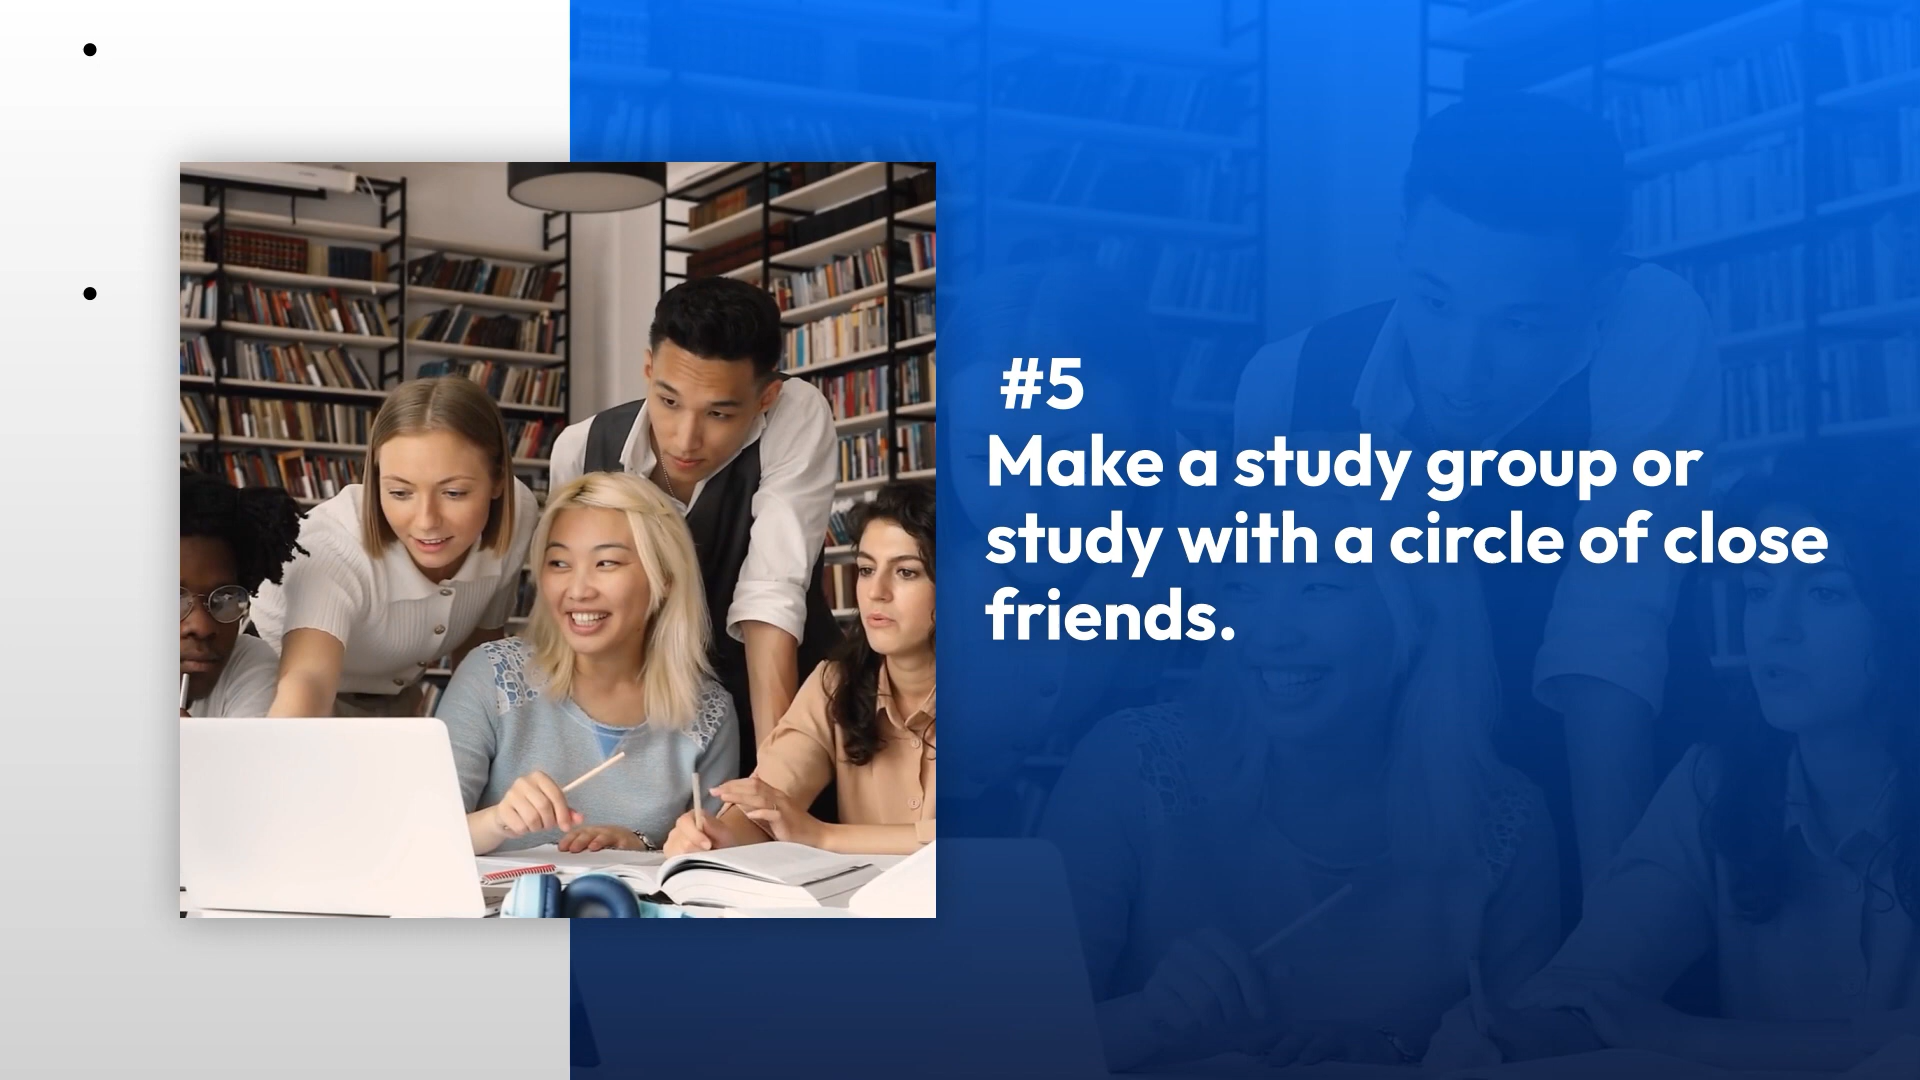 #5
Make a study group or
study with a circle of close
friends.